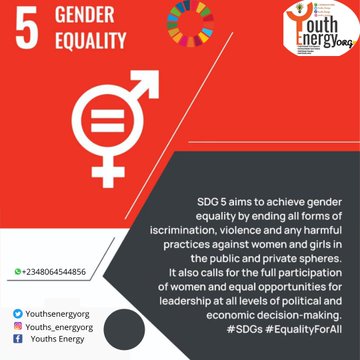 5 GENDER
EQUALITY
Youth
Energy
ORG
SDG 5 aims to achieve gender
equality by ending all forms of
iscrimination, violence and any harmful
practices against women and girls in
the public and private spheres.
It also calls for the full participation
of women and equal opportunities for
leadership at all levels of political and
economic decision-making.
#SDGs #EqualityForAll
+2348064544856
Youthsenergyorg
Youths_energyorg
Youths Energy